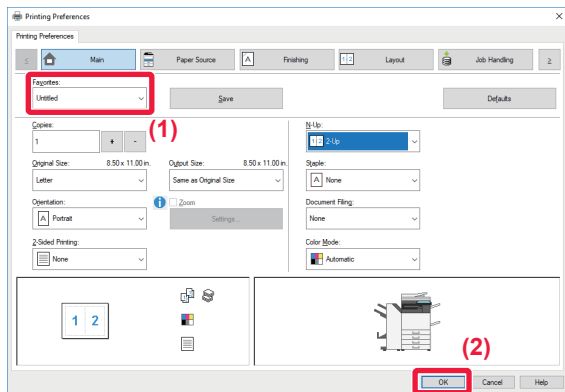 Printing Preferences
Printing Preferences
Main
Paper Source
Finishing
Layout
Job Handling
Favorites:
Untitled
Save
Defaults
(1)
Copies:
1
+
-
N-Up:
2-Up
Original Size:
8.50 x 11.00 in.
Output Size:
8.50 x 11.00 in.
Staple:
Letter
Same as Original Size
None
Orientation:
Zoom
Document Filing:
Portrait
Settings...
None
2-Sided Printing:
Color Mode:
None
Automatic
1 2
(2)
OK
Cancel
Help